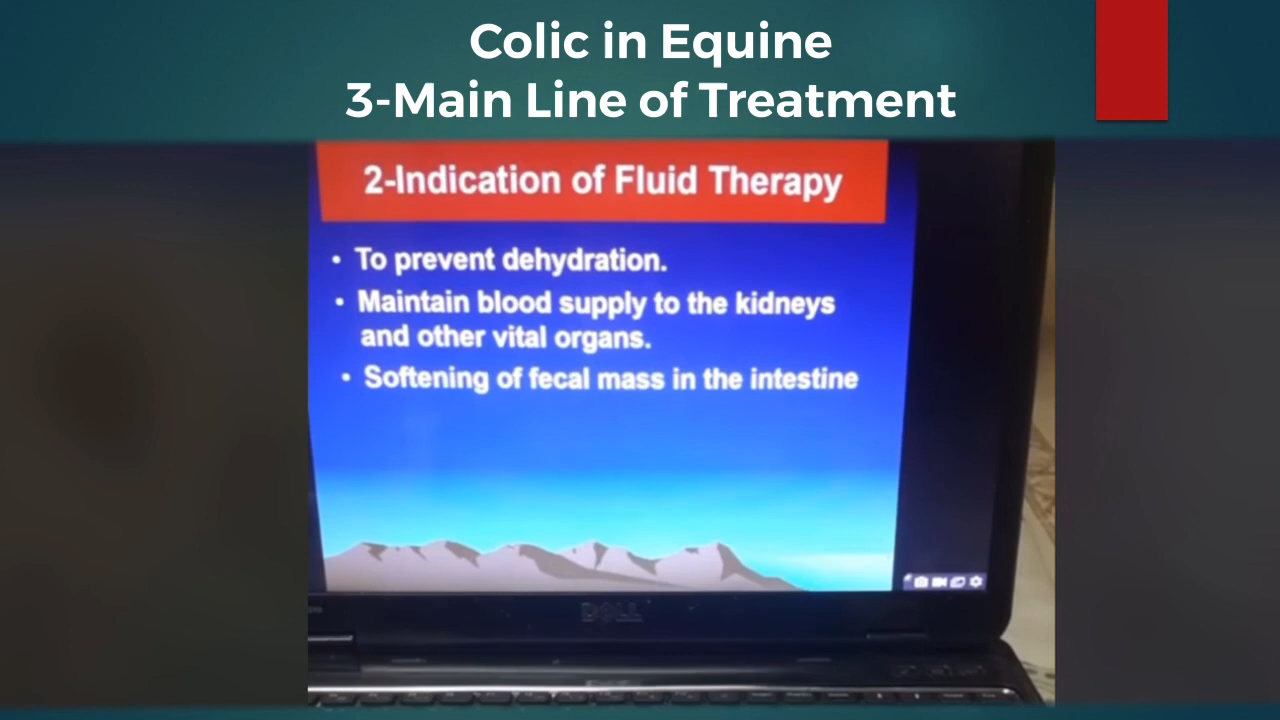 Colic in Equine
3-Main Line of Treatment
2-Indication of Fluid Therapy
• To prevent dehydration.
• Maintain blood supply to the kidneys
and other vital organs.
• Softening of fecal mass in the intestine
DELL